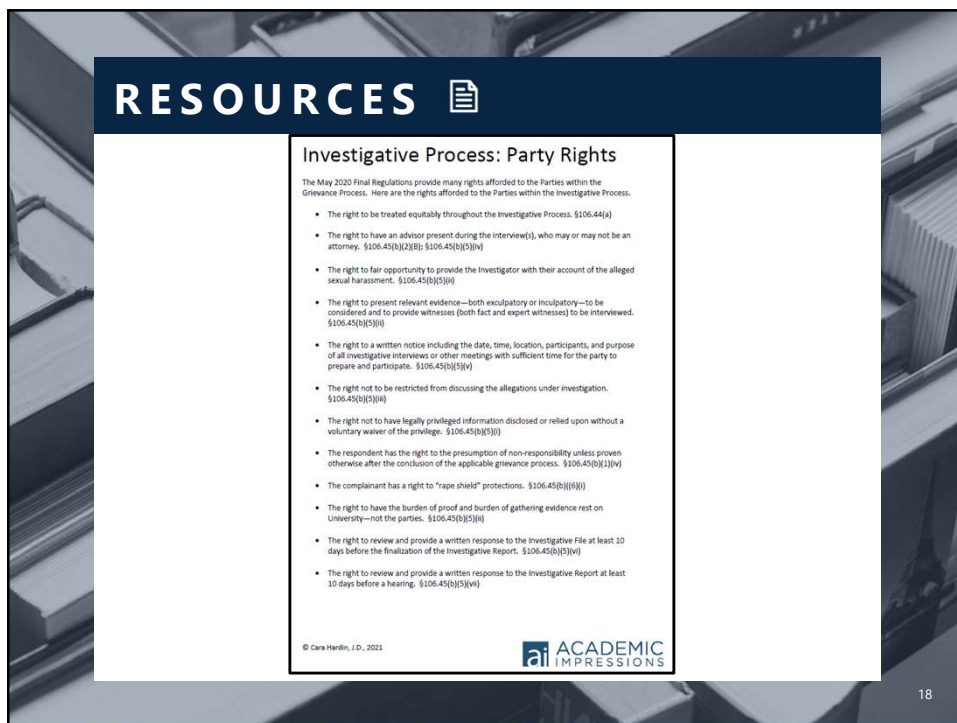 RESOURCES
Investigative Process: Party Rights
The May 2020 Final Regulations provide many rights afforded to the Parties within the
Grievance Process. Here are the rights afforded to the Parties within the Investigative Process.
• The right to be treated equitably throughout the Investigative Process. §106.44(a)
• The right to have an advisor present during the interview(s), who may or may not be an
attorney. §106.45(b)(2)(B); §106.45(b)(5)(iv)
• The right to fair opportunity to provide the Investigator with their account of the alleged
sexual harassment. §106.45(b)(5)(ii)
• The right to present relevant evidence—both exculpatory or inculpatory—to be
considered and to provide witnesses (both fact and expert witnesses) to be interviewed.
§106.45(b)(5)(ii)
• The right to a written notice including the date, time, location, participants, and purpose
of all investigative interviews or other meetings with sufficient time for the party to
prepare and participate. §106.45(b)(5)(v)
• The right not to be restricted from discussing the allegations under investigation.
§106.45(b)(5)(iii)
• The right not to have legally privileged information disclosed or relied upon without a
voluntary waiver of the privilege. §106.45(b)(5)(i)
• The respondent has the right to the presumption of non-responsibility unless proven
otherwise after the conclusion of the applicable grievance process. §106.45(b)(1)(iv)
• The complainant has a right to "rape shield" protections. §106.45(b)((6)(i)
• The right to have the burden of proof and burden of gathering evidence rest on
University—not the parties. §106.45(b)(5)(ii)
• The right to review and provide a written response to the Investigative File at least 10
days before the finalization of the Investigative Report. §106.45(b)(5)(vi)
• The right to review and provide a written response to the Investigative Report at least
10 days before a hearing. §106.45(b)(5)(vii)
© Cara Hardin, J.D., 2021
ai ACADEMIC
IMPRESSIONS
18